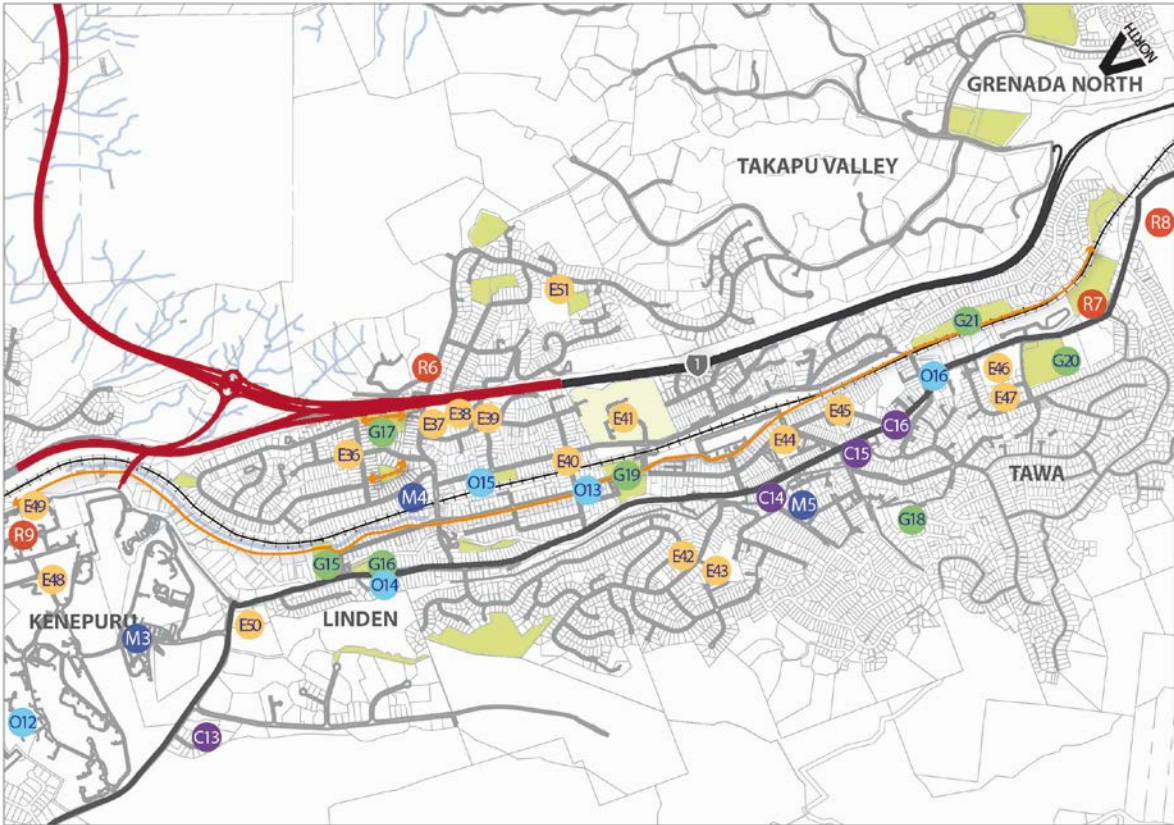 NORTH
GRENADA NORTH
TAKAPU VALLEY
R8
E51
R7
G21
1
R6
G20
O16
E46
E47
E38
E37
E39
E41
E45
C16
G17
E44
E36
C15
E40
G19
TAWA
O15
O13
M4
C14
M5
E49
G18
R9
E42
E43
G15
G16
O14
E48
KENEPURU
LINDEN
E50
M3
O12
C13